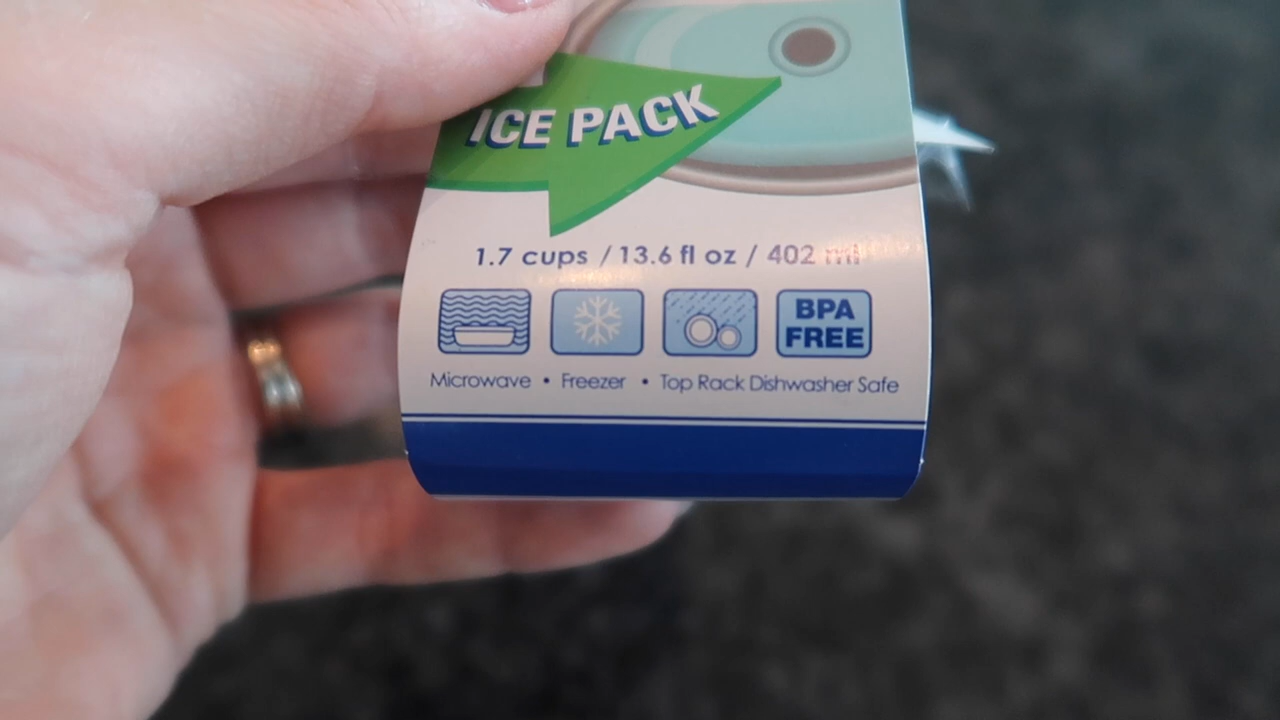 ICE PACK
1.7 cups / 13.6 fl oz / 402 ml
BPA
FREE
Microwave • Freezer • Top Rack Dishwasher Safe